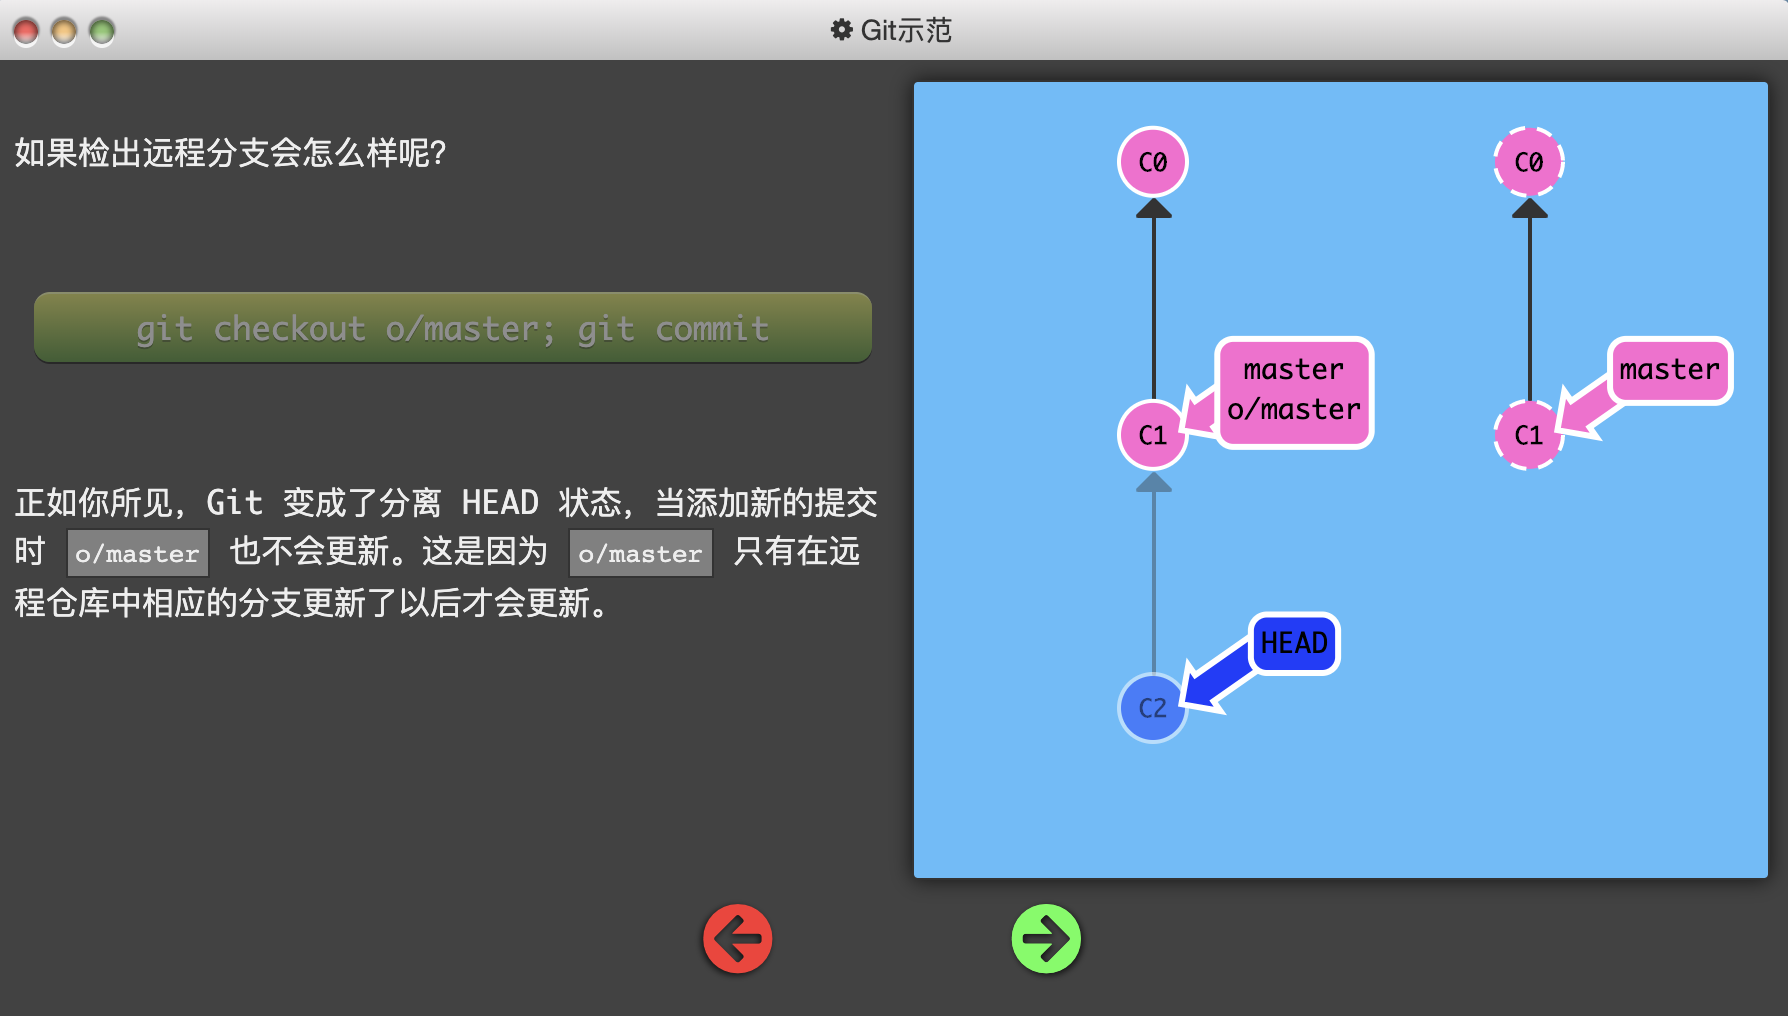 Git示范
如果检出远程分支会怎么样呢?
git checkout o/master; git commit
正如你所见，Git 变成了分离 HEAD 状态，当添加新的提交
时 o/master 也不会更新。这是因为 o/master 只有在远
程仓库中相应的分支更新了以后才会更新。
C0
C0
master
o/master
master
C1
C1
HEAD
C2